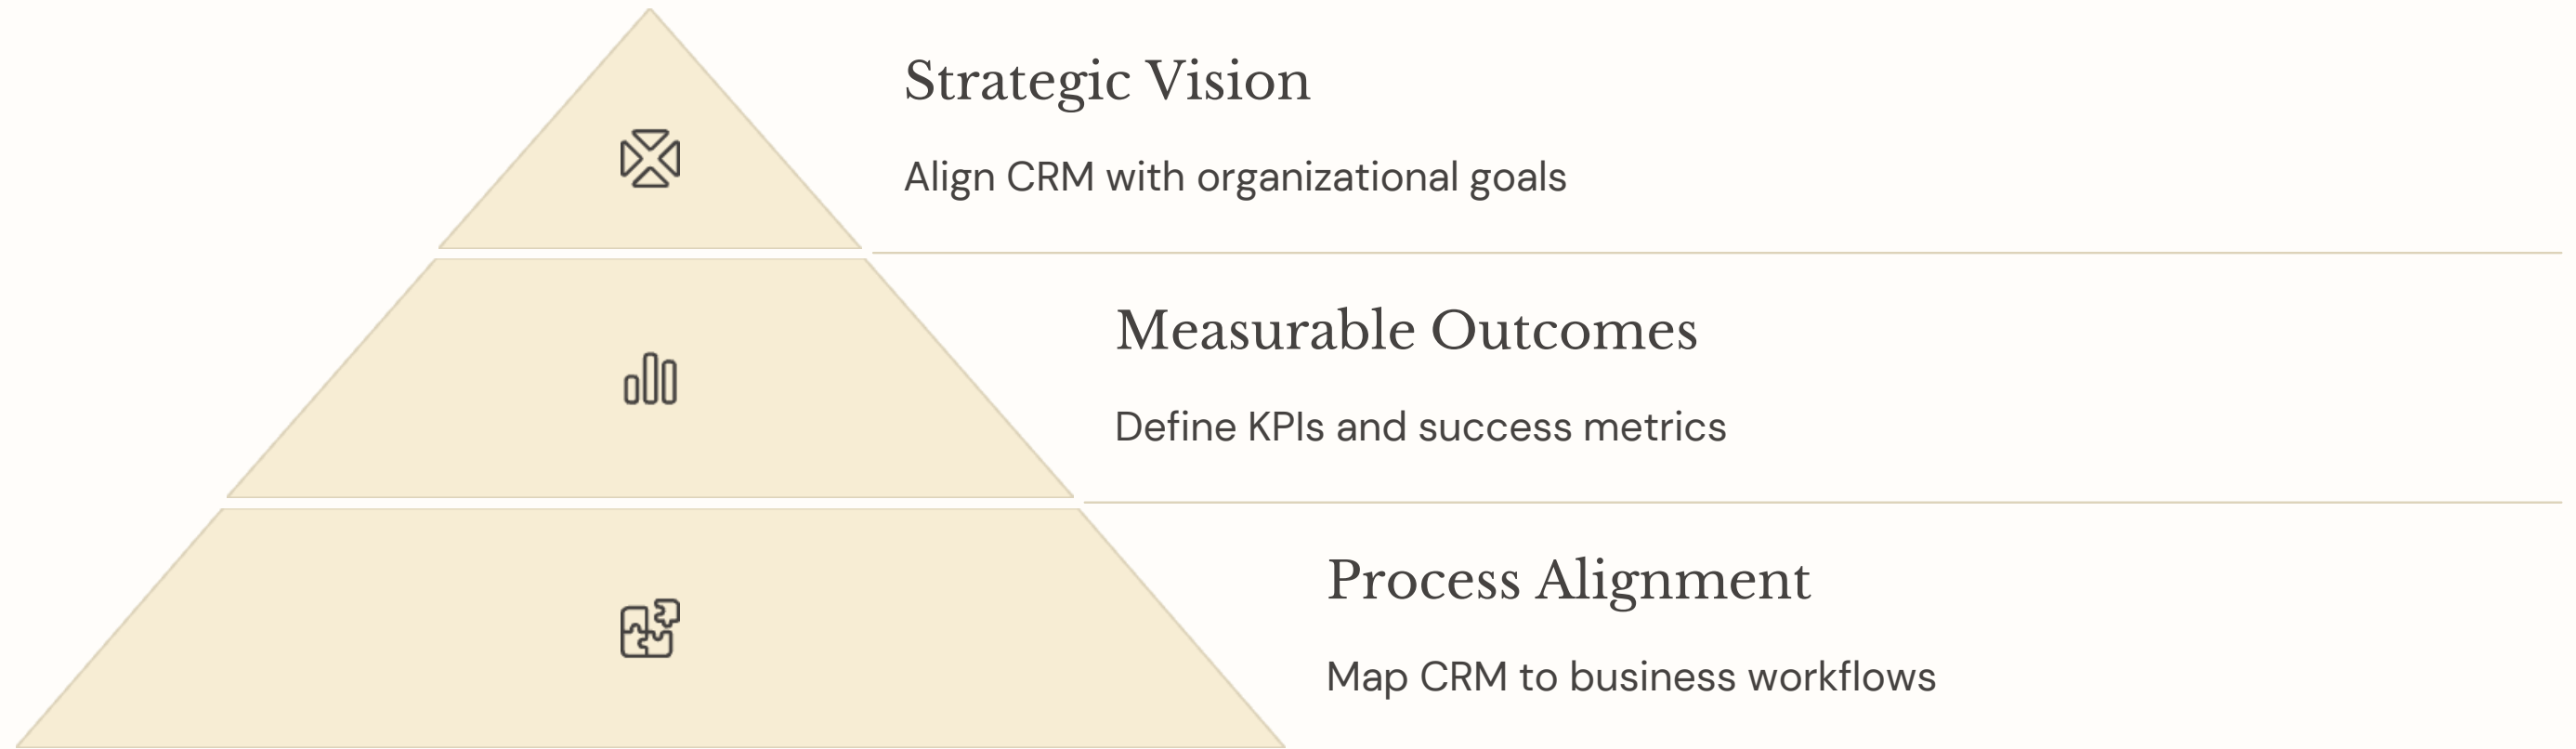 Strategic Vision
Align CRM with organizational goals
Measurable Outcomes
Define KPIs and success metrics
Process Alignment
Map CRM to business workflows